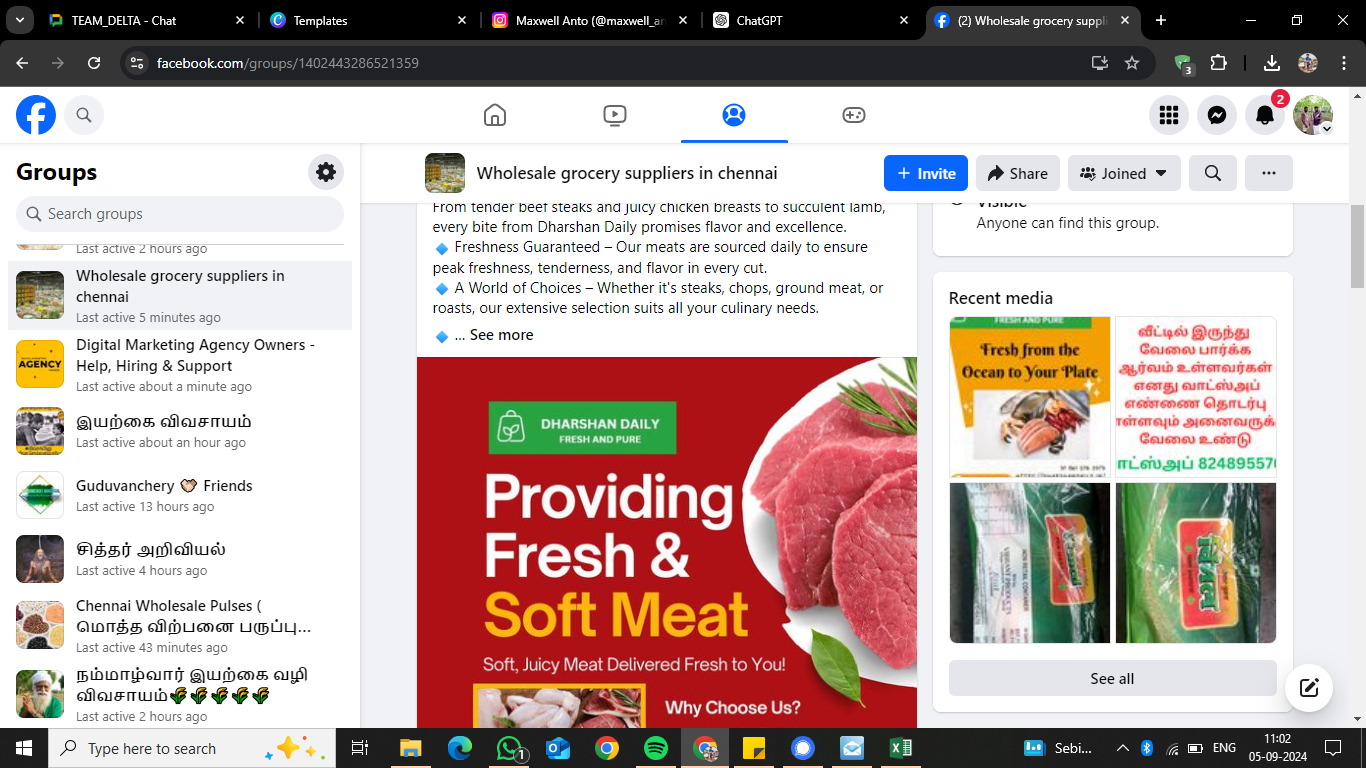 TEAM_DELTA - Chat
Templates
Maxwell Anto (@maxwell_an
ChatGPT
(2) Wholesale grocery suppli
facebook.com/groups/1402443286521359
3
2
Groups
Search groups
Last active 2 hours ago
Wholesale grocery suppliers in
chennai
Last active 5 minutes ago
Digital Marketing Agency Owners -
Help, Hiring & Support
Last active about a minute ago
AGENCY
இயற்கை விவசாயம்
Last active about an hour ago
Guduvanchery Friends
Last active 13 hours ago
சித்தர் அறிவியல்
Last active 4 hours ago
Chennai Wholesale Pulses (
மொத்த விற்பனை பருப்பு...
Last active 43 minutes ago
நம்மாழ்வார் இயற்கை வழி
விவசாயம்
Last active 2 hours ago
Wholesale grocery suppliers in chennai
+ Invite
Share
Joined
From tender beef steaks and juicy chicken breasts to succulent lamb,
every bite from Dharshan Daily promises flavor and excellence.
Freshness Guaranteed – Our meats are sourced daily to ensure
peak freshness, tenderness, and flavor in every cut.
A World of Choices – Whether it's steaks, chops, ground meat, or
roasts, our extensive selection suits all your culinary needs.
... See more
DHARSHAN DAILY
FRESH AND PURE
Providing
Fresh &
Soft Meat
Soft, Juicy Meat Delivered Fresh to You!
Why Choose Us?
Visible
Anyone can find this group.
Recent media
FRESH AND PURE
Fresh from the
Ocean to Your Plate
வீட்டில் இருந்து
வேலை பார்க்க
ஆர்வம் உள்ளவர்கள்
எனது வாட்ஸ்அப்
எண்ணை தொடர்பு
கொள்ளவும் அனைவருக்
வேலை உண்டு
ாட்ஸ்அப் 824895570
See all
Type here to search
1
Sebi...
ENG
11:02
05-09-2024